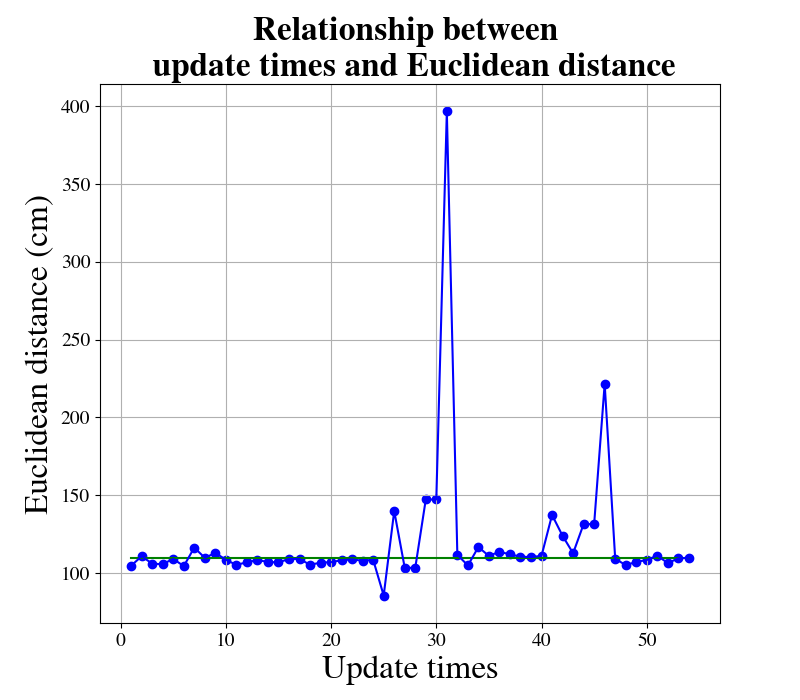 Relationship between
update times and Euclidean distance
400
350
300
250
200
150
100
Euclidean distance (cm)
0 10 20 30 40 50
Update times